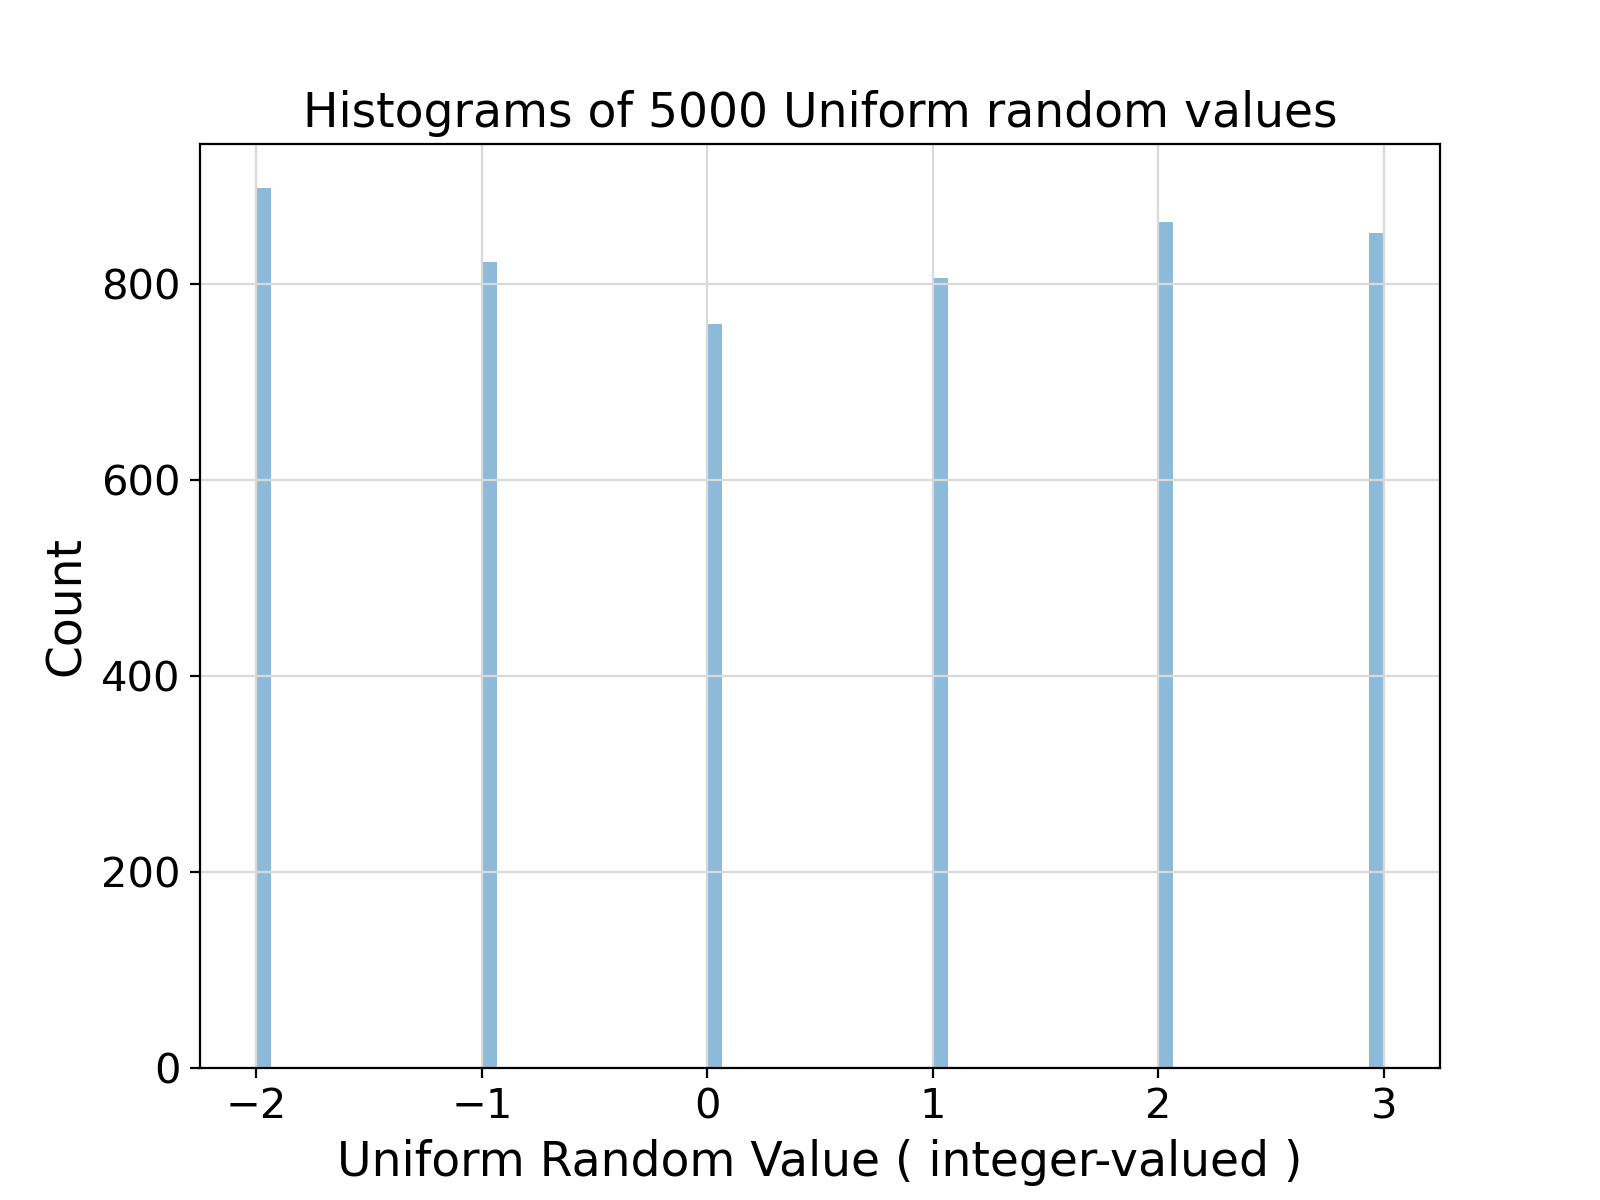 Histograms of 5000 Uniform random values
800
600
400
200
0
Count
−2 −1 0 1 2 3
Uniform Random Value ( integer-valued )